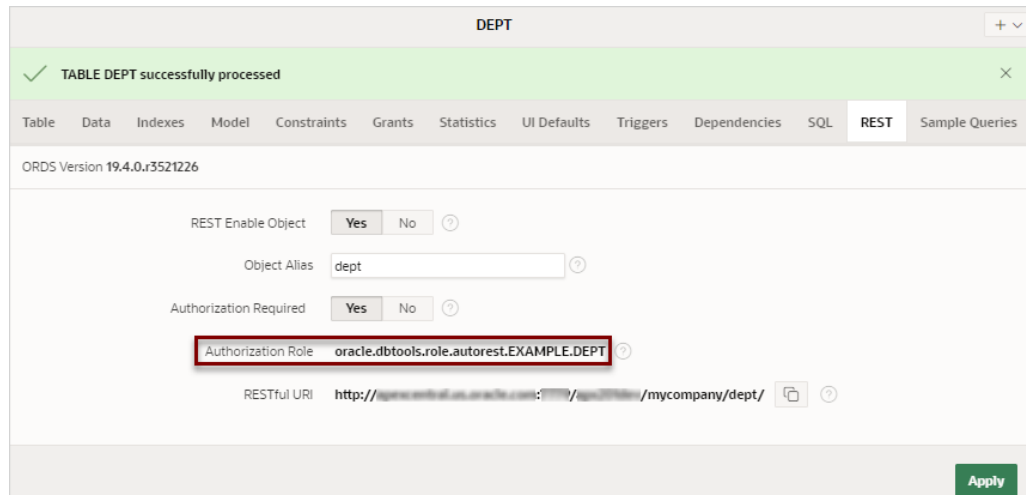 DEPT
TABLE DEPT successfully processed
Table Data Indexes Model Constraints Grants Statistics UI Defaults Triggers Dependencies SQL REST Sample Queries
ORDS Version 19.4.0.r3521226
REST Enable Object Yes No
Object Alias dept
Authorization Required Yes No
Authorization Role oracle.dbtools.role.autorest.EXAMPLE.DEPT
RESTful URI http:// : / /mycompany/dept/
Apply